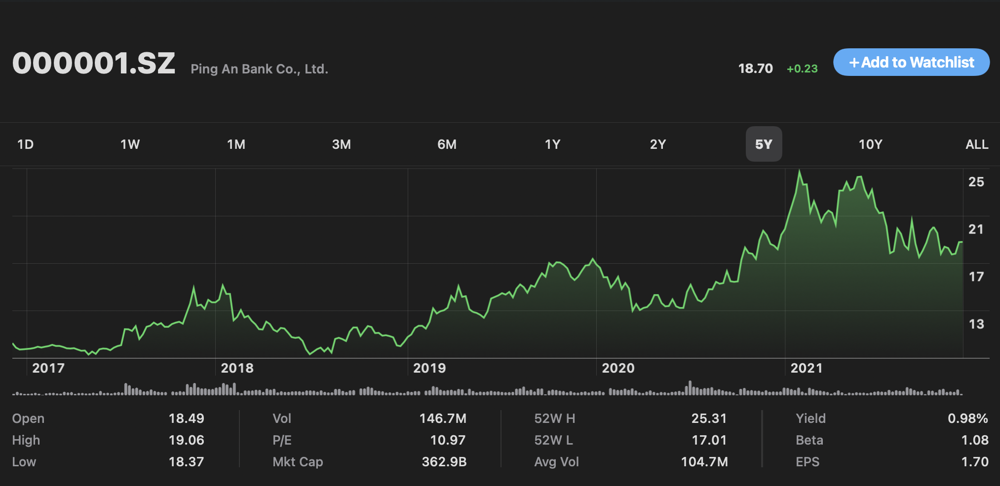 000001.SZ Ping An Bank Co., Ltd. 18.70 +0.23 +Add to Watchlist
1D 1W 1M 3M 6M 1Y 2Y 5Y 10Y ALL
25
21
17
13
2017 2018 2019 2020 2021
Open 18.49 Vol 146.7M 52W H 25.31 Yield 0.98%
High 19.06 P/E 10.97 52W L 17.01 Beta 1.08
Low 18.37 Mkt Cap 362.9B Avg Vol 104.7M EPS 1.70